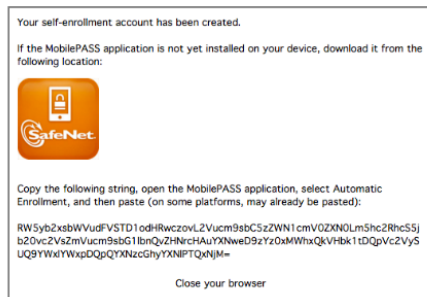 Your self-enrollment account has been created.
If the MobilePASS application is not yet installed on your device, download it from the
following location:
SafeNet
Copy the following string, open the MobilePASS application, select Automatic
Enrollment, and then paste (on some platforms, may already be pasted):
RW5yb2xsbWVudFVSTD1odHRwczovL2Vucm9sbC5zZWN1cmV0ZXN0Lm5hc2RhcS5j
b20vc2VsZmVucm9sbG1lbnQvZHNrcHAuYXNweD9zYz0xMWhxQkVHbk1tDQpVc2VyS
UQ9YWxlYWxpDQpQYXNzcGhyYXNlPTQxNjM=
Close your browser